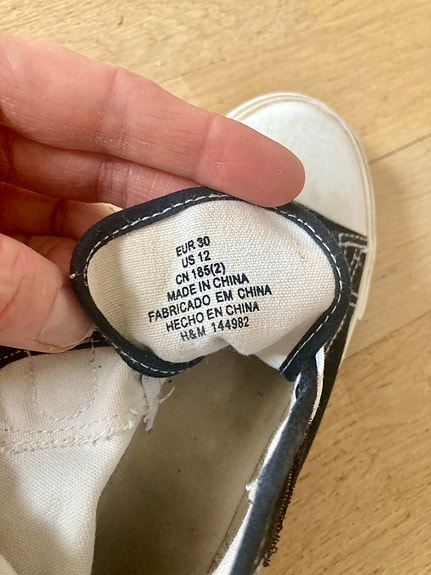 EUR 30
US 12
CN 185(2)
MADE IN CHINA
FABRICADO EM CHINA
HECHO EN CHINA
H&M 144982